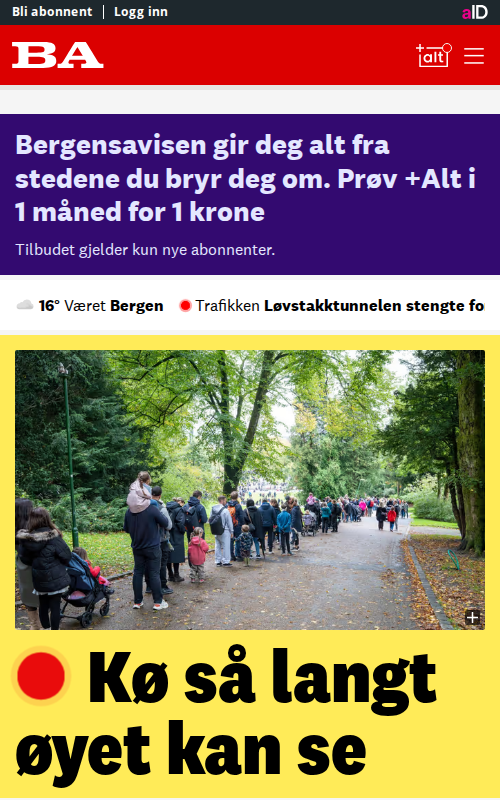 Bli abonnent | Logg inn
aID
BA
+alt
Bergensavisen gir deg alt fra
stedene du bryr deg om. Prøv +Alt i
1 måned for 1 krone
Tilbudet gjelder kun nye abonnenter.
16° Været Bergen Trafikken Løvstakktunnelen stengte for
Kø så langt
øyet kan se